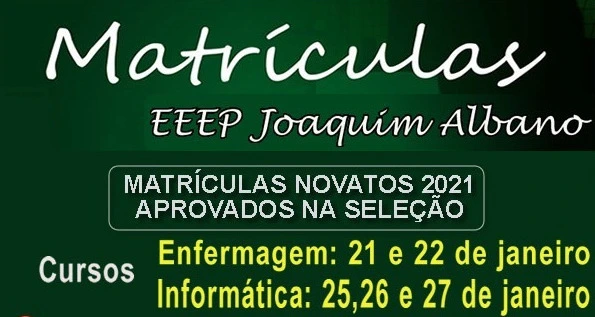 Matrículas
EEEP Joaquim Albano
MATRÍCULAS NOVATOS 2021
APROVADOS NA SELEÇÃO
Cursos
Enfermagem: 21 e 22 de janeiro
Informática: 25,26 e 27 de janeiro